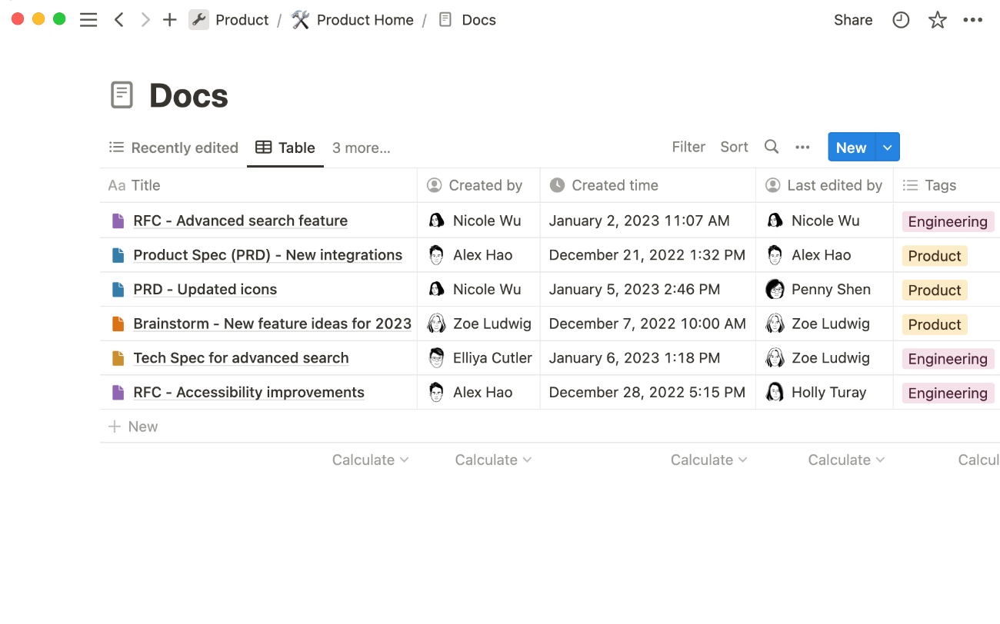 Product / Product Home / Docs Share
Docs
Recently edited Table 3 more... Filter Sort New
Aa Title Created by Created time Last edited by Tags
RFC - Advanced search feature Nicole Wu January 2, 2023 11:07 AM Nicole Wu Engineering
Product Spec (PRD) - New integrations Alex Hao December 21, 2022 1:32 PM Alex Hao Product
PRD - Updated icons Nicole Wu January 5, 2023 2:46 PM Penny Shen Product
Brainstorm - New feature ideas for 2023 Zoe Ludwig December 7, 2022 10:00 AM Zoe Ludwig Product
Tech Spec for advanced search Elliya Cutler January 6, 2023 1:18 PM Zoe Ludwig Engineering
RFC - Accessibility improvements Alex Hao December 28, 2022 5:15 PM Holly Turay Engineering
+ New
Calculate Calculate Calculate Calculate Calcul